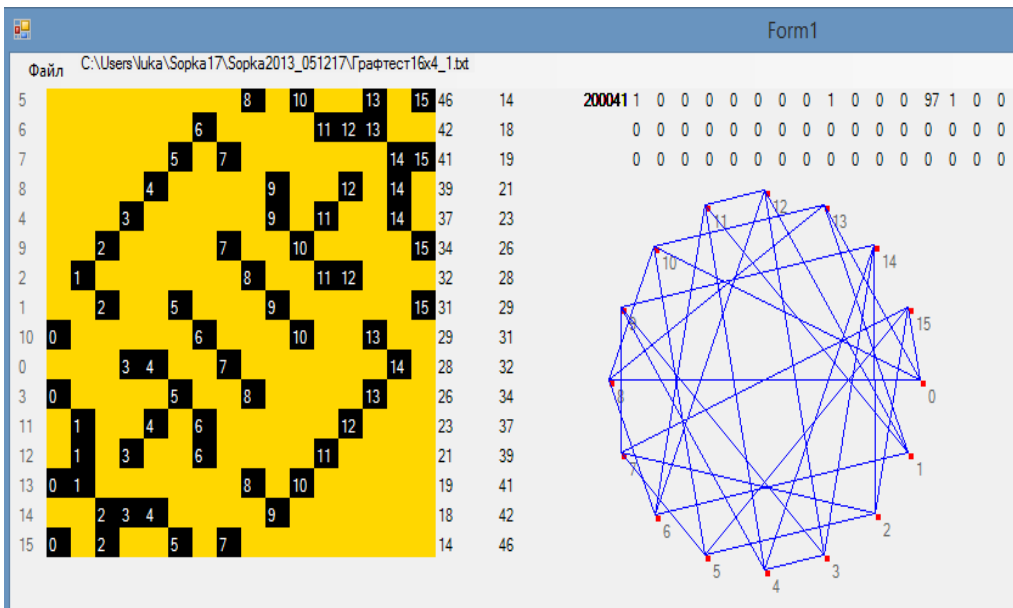 Form1
Файл C:\Users\luka\Sopka17\Sopka2013_051217\Графтест16x4_1.txt
5 8 10 13 15 46 14 200041 1 0 0 0 0 0 0 0 1 0 0 0 97 1 0 0
6 6 11 12 13 42 18 0 0 0 0 0 0 0 0 0 0 0 0 0 0 0 0
7 5 7 14 15 41 19 0 0 0 0 0 0 0 0 0 0 0 0 0 0 0 0
8 4 9 12 14 39 21
4 3 9 11 14 37 23
9 2 7 10 15 34 26
2 1 8 11 12 32 28
1 2 5 9 15 31 29
10 0 6 10 13 29 31
0 3 4 7 14 28 32
3 0 5 8 13 26 34
11 1 4 6 12 23 37
12 1 3 6 11 21 39
13 0 1 8 10 19 41
14 2 3 4 9 18 42
15 0 2 5 7 14 46
12
11
13
10
14
9
15
8
0
7
1
6
2
5
3
4